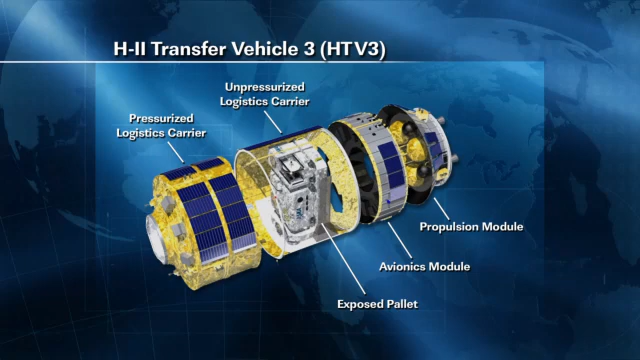 H-II Transfer Vehicle 3 (HTV3)
Unpressurized
Logistics Carrier
Pressurized
Logistics Carrier
Propulsion Module
Avionics Module
Exposed Pallet